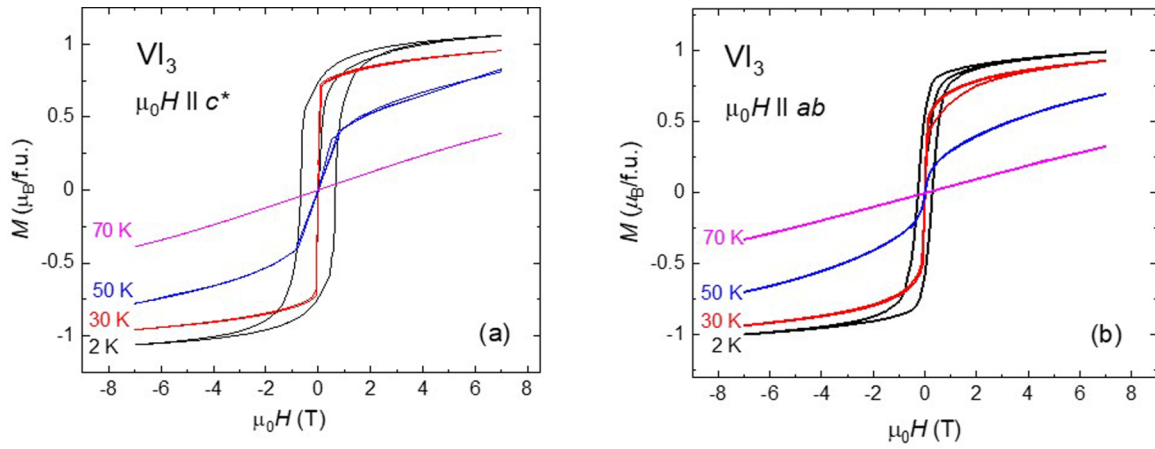 1
0.5
0
-0.5
-1
M (μB/f.u.)
VI3
μ0H || c*
70 K
50 K
30 K
2 K
(a)
-8 -6 -4 -2 0 2 4 6 8
μ0H (T)
1
0.5
0
-0.5
-1
M (μB/f.u.)
VI3
μ0H || ab
70 K
50 K
30 K
2 K
(b)
-8 -6 -4 -2 0 2 4 6 8
μ0H (T)